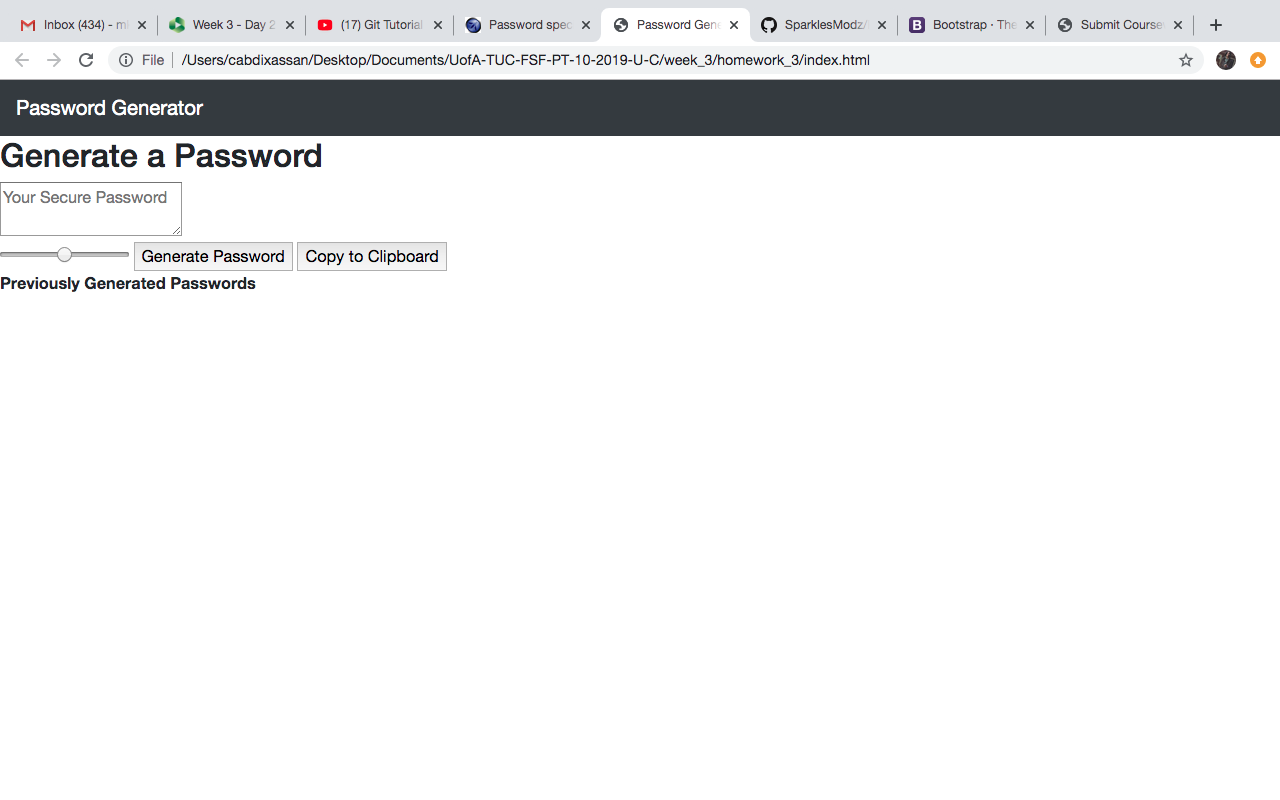 Inbox (434) - m
Week 3 - Day 2
(17) Git Tutorial
Password spec
Password Gene
SparklesModz/
Bootstrap · The
Submit Course
File
/Users/cabdixassan/Desktop/Documents/UofA-TUC-FSF-PT-10-2019-U-C/week_3/homework_3/index.html
Password Generator
Generate a Password
Your Secure Password
Generate Password
Copy to Clipboard
Previously Generated Passwords